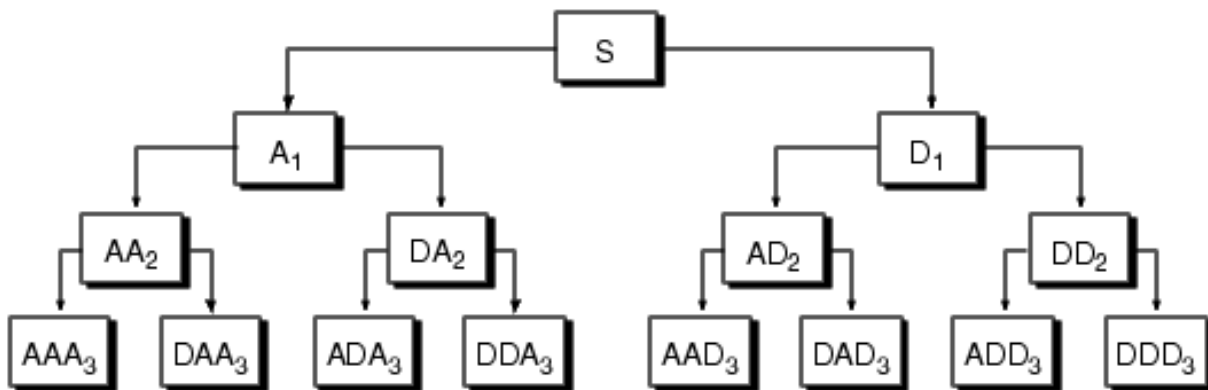 S
A₁ D₁
AA₂ DA₂ AD₂ DD₂
AAA₃ DAA₃ ADA₃ DDA₃ AAD₃ DAD₃ ADD₃ DDD₃